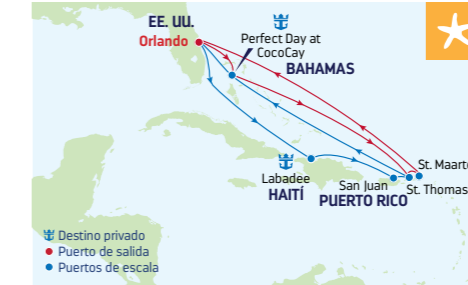 EE. UU.
Orlando
Perfect Day at
CocoCay
BAHAMAS
Labadee
HAITÍ
San Juan
PUERTO RICO
St. Maart
St. Thomas
Destino privado
Puerto de salida
Puertos de escala